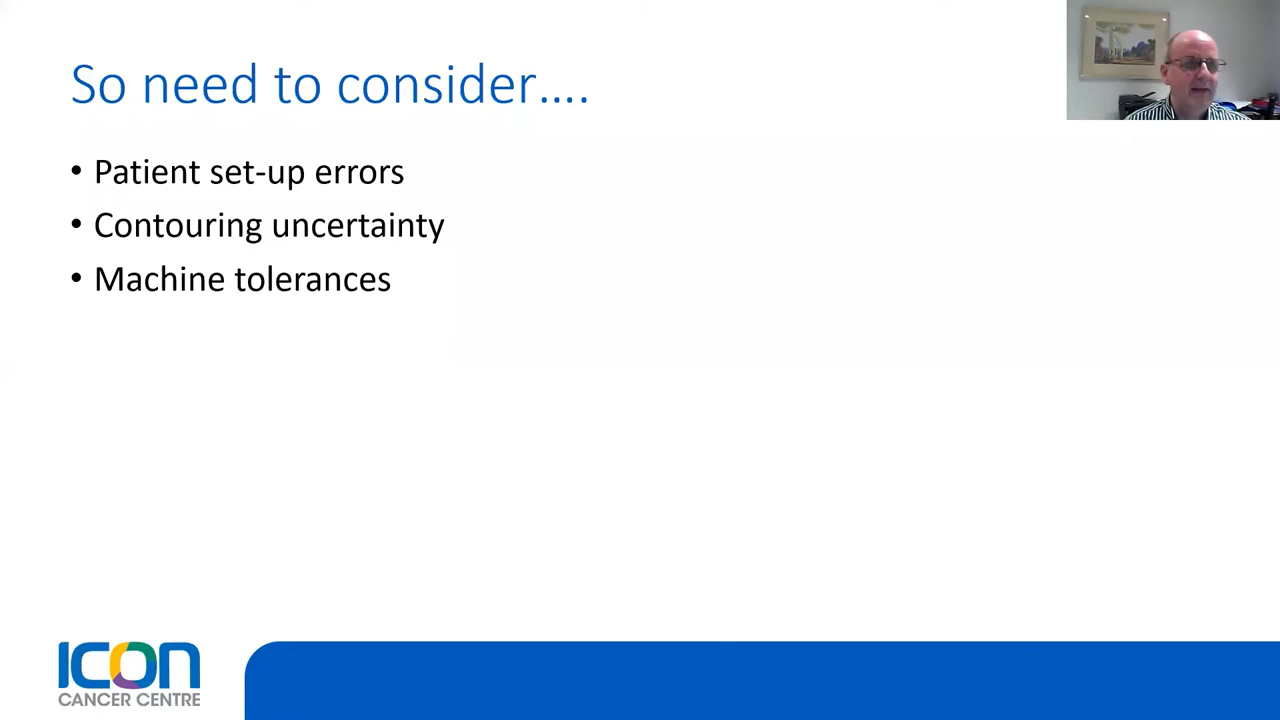 So need to consider….
• Patient set-up errors
• Contouring uncertainty
• Machine tolerances
ICON
CANCER CENTRE